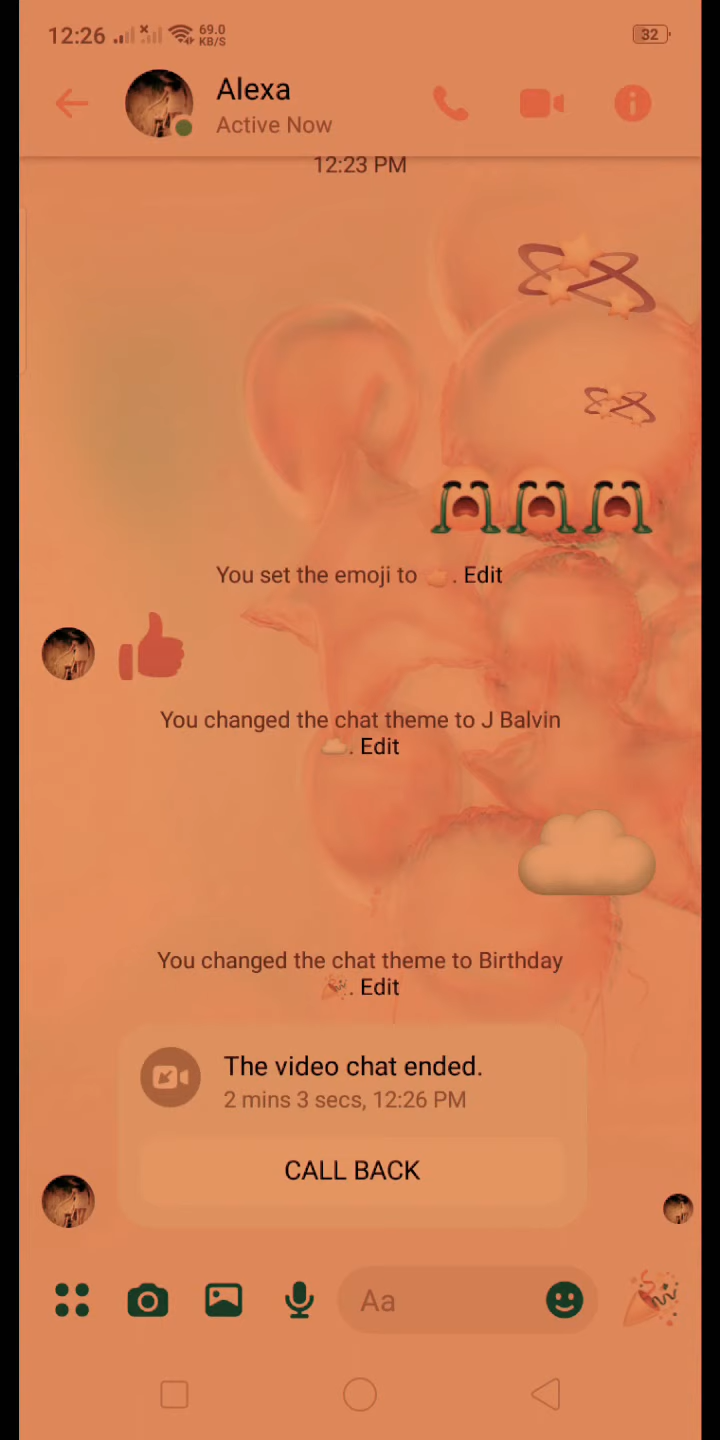 12:26
69.0
KB/S
32
Alexa
Active Now
12:23 PM
You set the emoji to . Edit
You changed the chat theme to J Balvin
☁️. Edit
You changed the chat theme to Birthday
🎉. Edit
The video chat ended.
2 mins 3 secs, 12:26 PM
CALL BACK
Aa